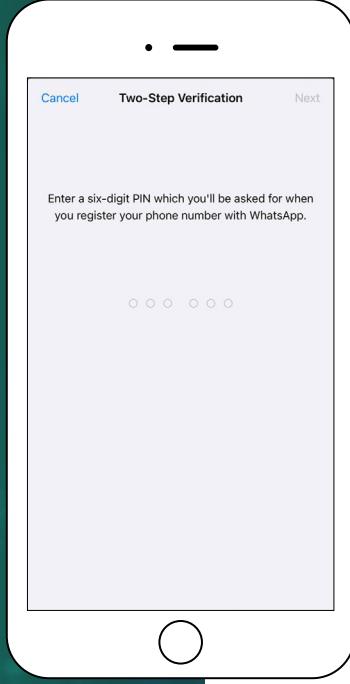 Cancel Two-Step Verification Next
Enter a six-digit PIN which you'll be asked for when
you register your phone number with WhatsApp.